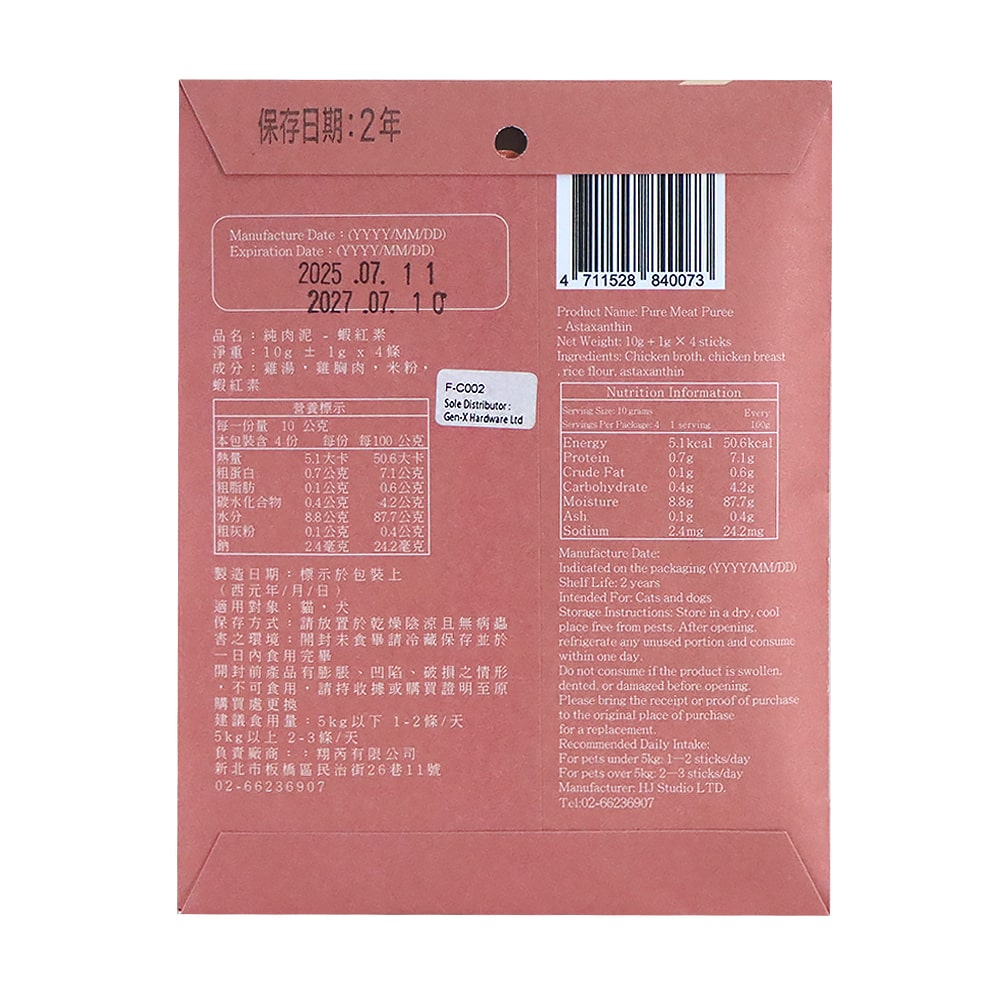 保存日期:2年
Manufacture Date : (YYYY/MM/DD)
Expiration Date : (YYYY/MM/DD)
2025 .07. 1 1
2027 .07. 1 0
品名：純肉泥 - 蝦紅素
淨重：10g ± 1g x 4條
成分：雞湯，雞胸肉，米粉，
蝦紅素
營養標示
每一份量 10 公克
本包裝含 4 份 每份 每100 公克
熱量 5.1大卡 50.6大卡
粗蛋白 0.7公克 7.1公克
粗脂肪 0.1公克 0.6公克
碳水化合物 0.4公克 4.2公克
水分 8.8公克 87.7公克
粗灰粉 0.1公克 0.4公克
鈉 2.4毫克 24.2毫克
製造日期：標示於包裝上
（西元年/月/日）
適用對象：貓，犬
保存方式：請放置於乾燥陰涼且無病蟲
害之環境：開封未食畢請冷藏保存並於
一日內食用完畢
開封前產品有膨脹、凹陷、破損之情形
，不可食用，請持收據或購買證明至原
購買處更換
建議食用量：5kg以下 1-2條/天
5kg以上 2-3條/天
負責廠商：：翔芮有限公司
新北市板橋區民治街26巷11號
02-66236907
F-C002
Sole Distributor :
Gen-X Hardware Ltd
4 711528 840073
Product Name: Pure Meat Puree
- Astaxanthin
Net Weight: 10g + 1g × 4 sticks
Ingredients: Chicken broth, chicken breast
, rice flour, astaxanthin
Nutrition Information
Serving Size: 10 grams Every
Servings Per Package: 4 1 serving 100g
Energy 5.1kcal 50.6kcal
Protein 0.7g 7.1g
Crude Fat 0.1g 0.6g
Carbohydrate 0.4g 4.2g
Moisture 8.8g 87.7g
Ash 0.1g 0.4g
Sodium 2.4mg 24.2mg
Manufacture Date:
Indicated on the packaging (YYYY/MM/DD)
Shelf Life: 2 years
Intended For: Cats and dogs
Storage Instructions: Store in a dry, cool
place free from pests. After opening,
refrigerate any unused portion and consume
within one day.
Do not consume if the product is swollen,
dented, or damaged before opening.
Please bring the receipt or proof of purchase
to the original place of purchase
for a replacement.
Recommended Daily Intake:
For pets under 5kg: 1—2 sticks/day
For pets over 5kg: 2—3 sticks/day
Manufacturer: HJ Studio LTD.
Tel:02-66236907